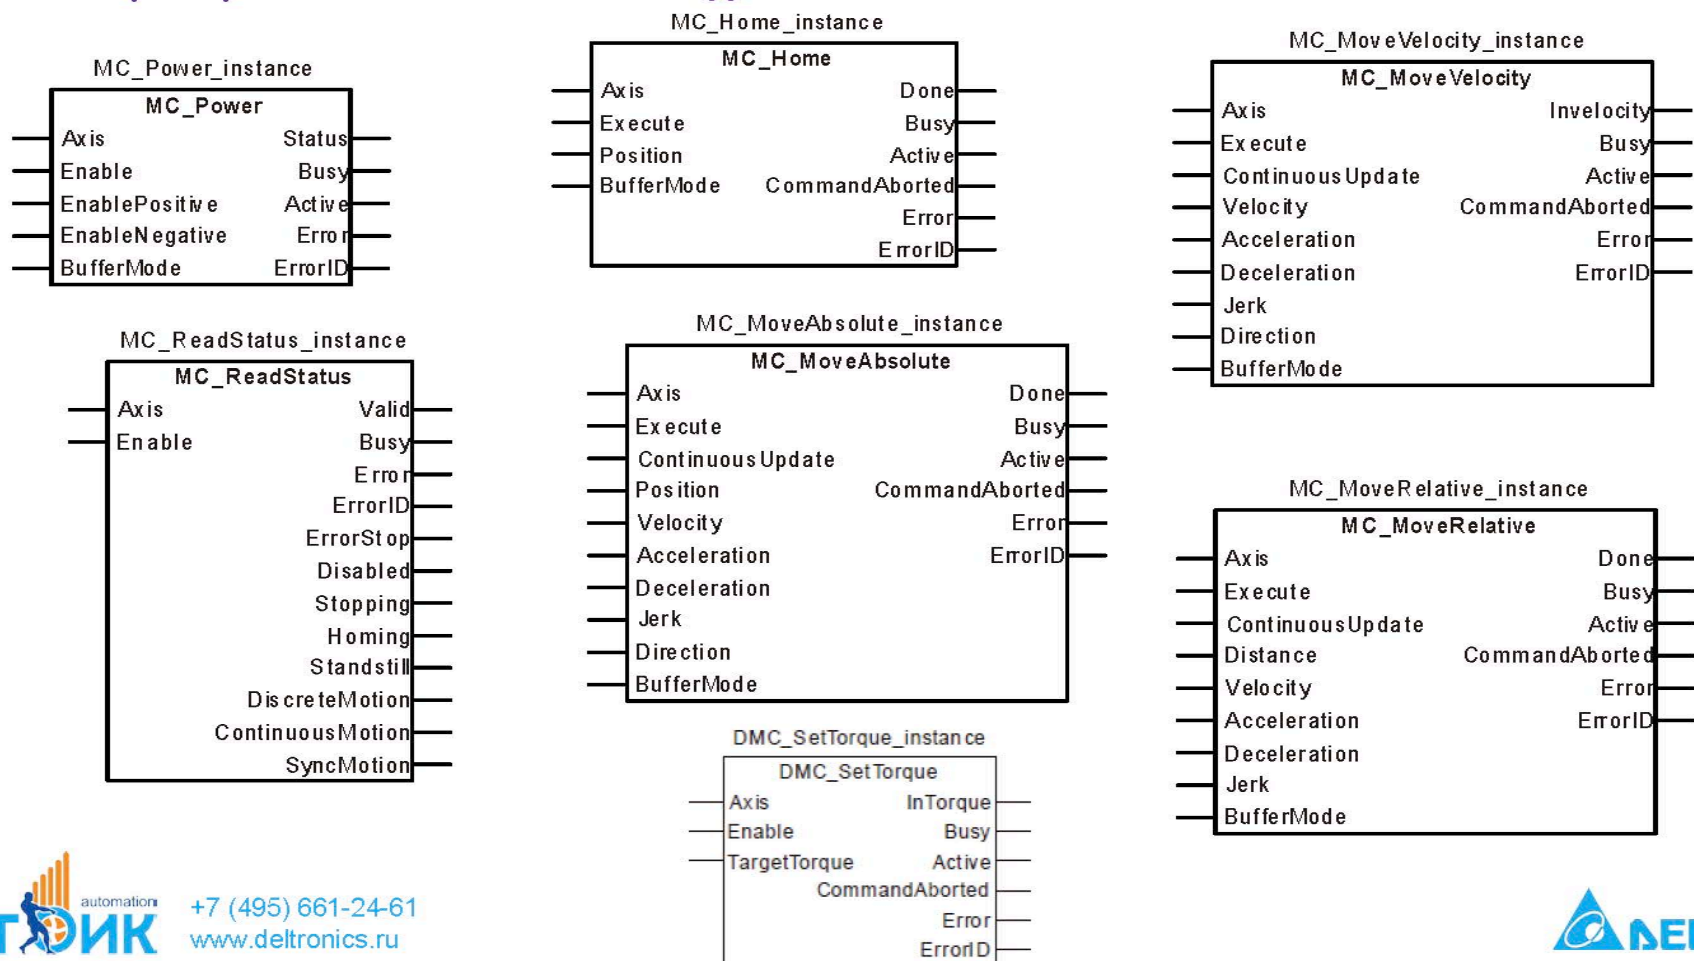 MC_Power_instance
MC_Power
Axis Status
Enable Busy
EnablePositive Active
EnableNegative Error
BufferMode ErrorID
MC_ReadStatus_instance
MC_ReadStatus
Axis Valid
Enable Busy
Error
ErrorID
ErrorStop
Disabled
Stopping
Homing
Standstill
DiscreteMotion
ContinuousMotion
SyncMotion
MC_Home_instance
MC_Home
Axis Done
Execute Busy
Position Active
BufferMode CommandAborted
Error
ErrorID
MC_MoveAbsolute_instance
MC_MoveAbsolute
Axis Done
Execute Busy
ContinuousUpdate Active
Position CommandAborted
Velocity Error
Acceleration ErrorID
Deceleration
Jerk
Direction
BufferMode
DMC_SetTorque_instance
DMC_SetTorque
Axis InTorque
Enable Busy
TargetTorque Active
CommandAborted
Error
ErrorID
MC_MoveVelocity_instance
MC_MoveVelocity
Axis Invelocity
Execute Busy
ContinuousUpdate Active
Velocity CommandAborted
Acceleration Error
Deceleration ErrorID
Jerk
Direction
BufferMode
MC_MoveRelative_instance
MC_MoveRelative
Axis Done
Execute Busy
ContinuousUpdate Active
Distance CommandAborted
Velocity Error
Acceleration ErrorID
Deceleration
Jerk
BufferMode
automation
+7 (495) 661-24-61
www.deltronics.ru